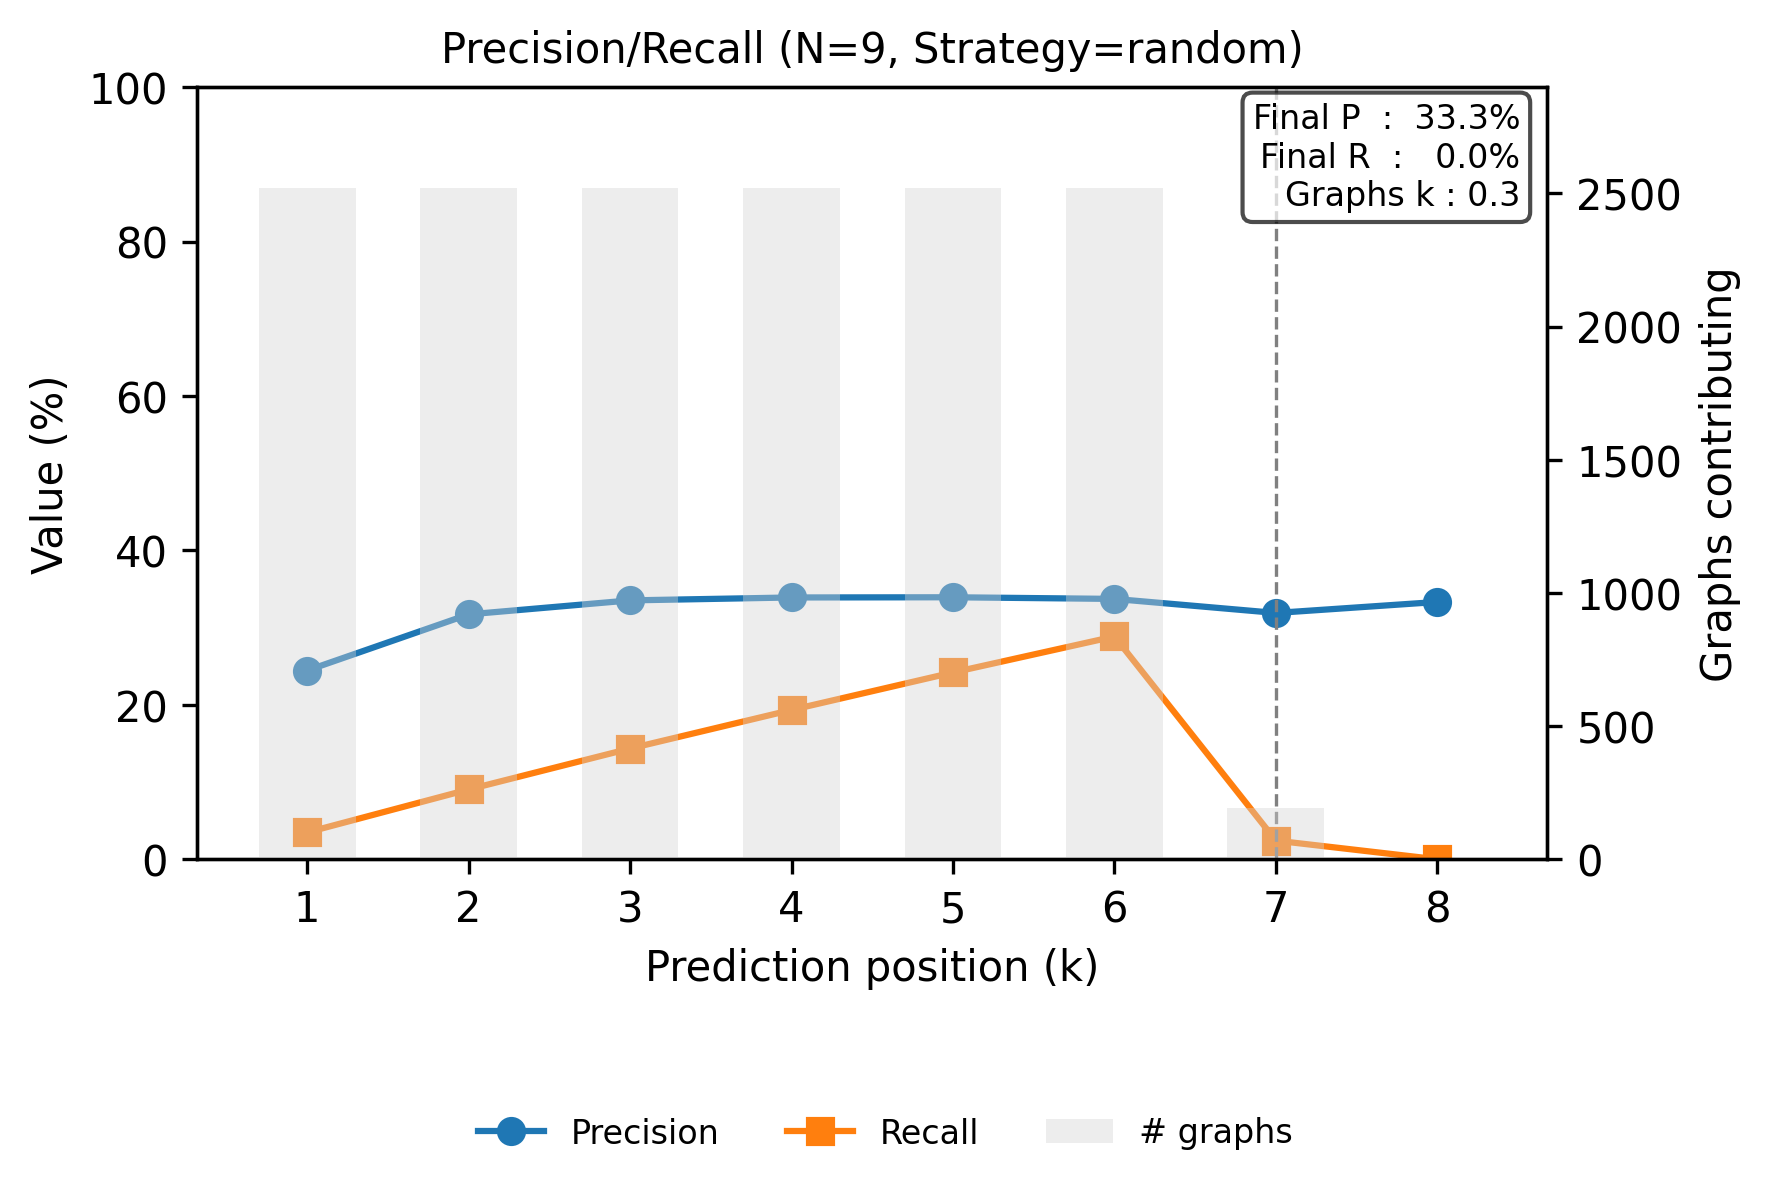 Precision/Recall (N=9, Strategy=random)
100
80
60
40
20
0
Value (%)
Final P : 33.3%
Final R : 0.0%
Graphs k : 0.3
2500
2000
1500
1000
500
0
Graphs contributing
1 2 3 4 5 6 7 8
Prediction position (k)
Precision Recall # graphs